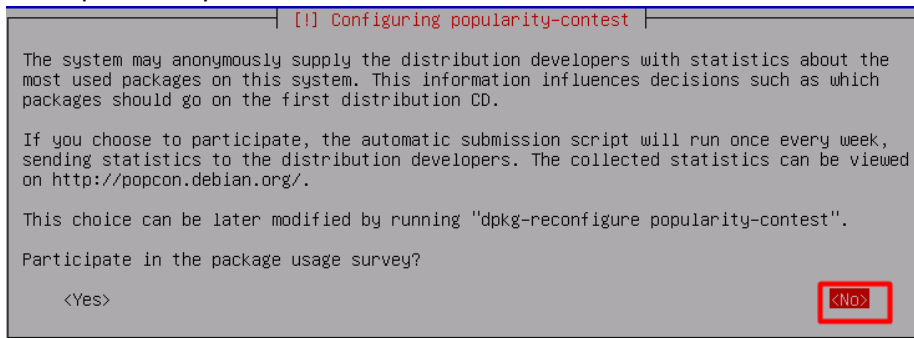 [!] Configuring popularity-contest
The system may anonymously supply the distribution developers with statistics about the
most used packages on this system. This information influences decisions such as which
packages should go on the first distribution CD.
If you choose to participate, the automatic submission script will run once every week,
sending statistics to the distribution developers. The collected statistics can be viewed
on http://popcon.debian.org/.
This choice can be later modified by running "dpkg-reconfigure popularity-contest".
Participate in the package usage survey?
<Yes> <No>